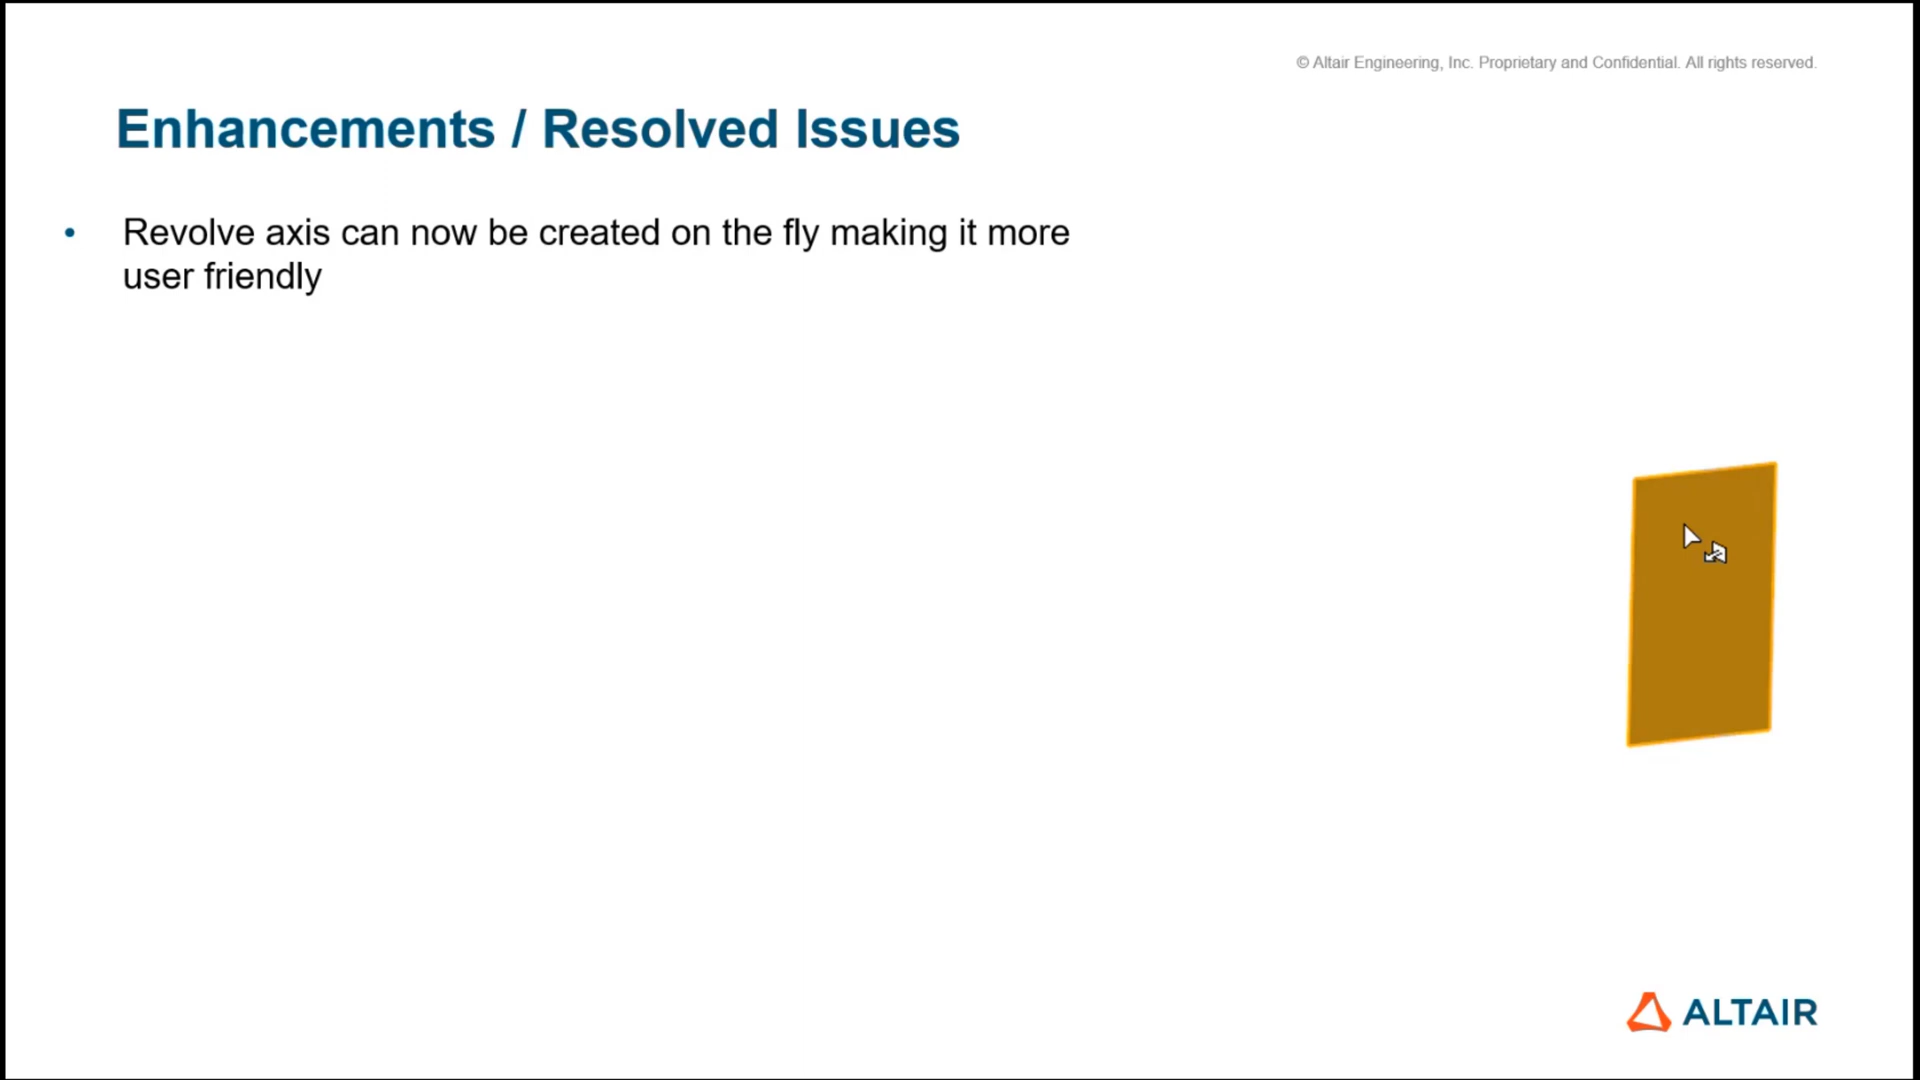 © Altair Engineering, Inc. Proprietary and Confidential. All rights reserved.
Enhancements / Resolved Issues
• Revolve axis can now be created on the fly making it more
user friendly
ALTAIR